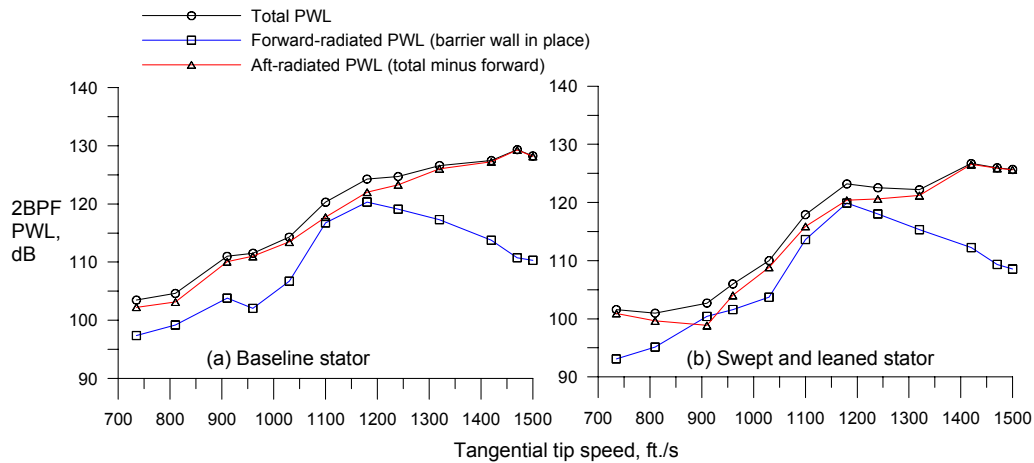 Total PWL
Forward-radiated PWL (barrier wall in place)
Aft-radiated PWL (total minus forward)
140
130
120
110
100
90
2BPF
PWL,
dB
(a) Baseline stator
700 800 900 1000 1100 1200 1300 1400 1500
140
130
120
110
100
90
(b) Swept and leaned stator
700 800 900 1000 1100 1200 1300 1400 1500
Tangential tip speed, ft./s